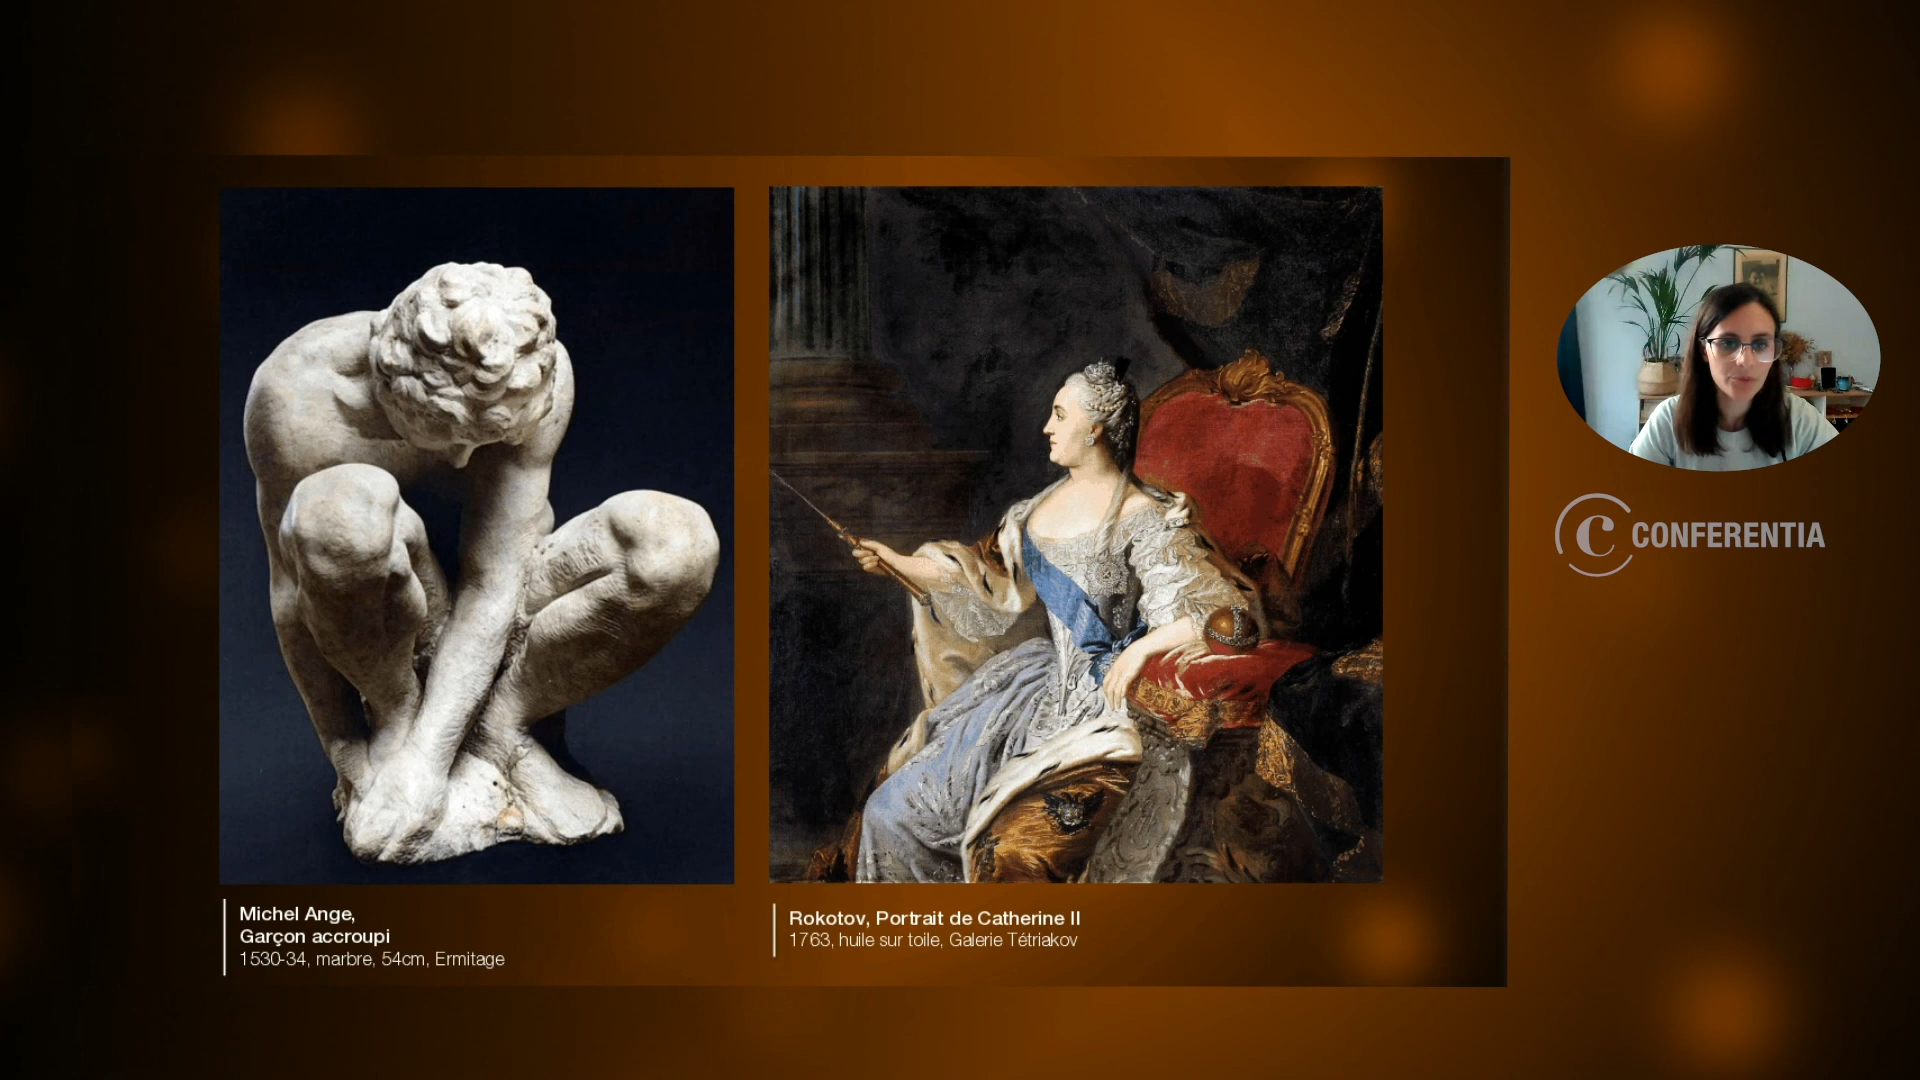 Michel Ange,
Garçon accroupi
1530-34, marbre, 54cm, Ermitage
Rokotov, Portrait de Catherine II
1763, huile sur toile, Galerie Tétriakov
C CONFERENTIA